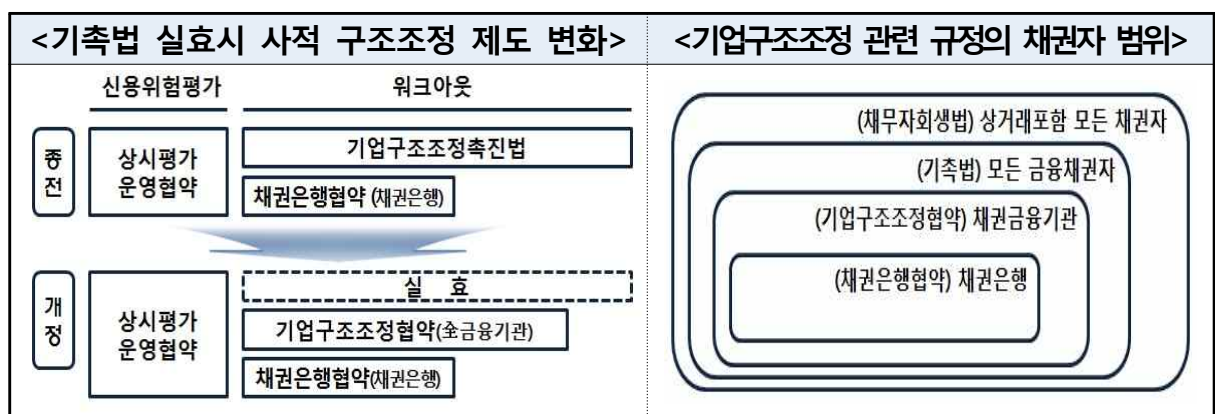 <기촉법 실효시 사적 구조조정 제도 변화>
신용위험평가
워크아웃
종
전
상시평가
운영협약
기업구조조정촉진법
채권은행협약 (채권은행)
개
정
상시평가
운영협약
실 효
기업구조조정협약(全금융기관)
채권은행협약(채권은행)
<기업구조조정 관련 규정의 채권자 범위>
(채무자회생법) 상거래포함 모든 채권자
(기촉법) 모든 금융채권자
(기업구조조정협약) 채권금융기관
(채권은행협약) 채권은행